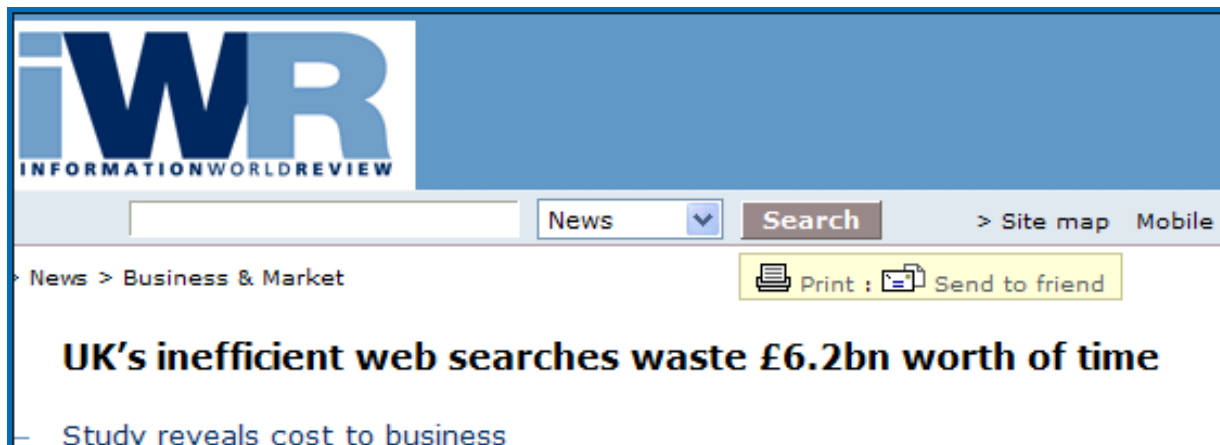 iWR
INFORMATIONWORLDREVIEW
News Search > Site map Mobile
> News > Business & Market
Print : Send to friend
UK's inefficient web searches waste £6.2bn worth of time
Study reveals cost to business